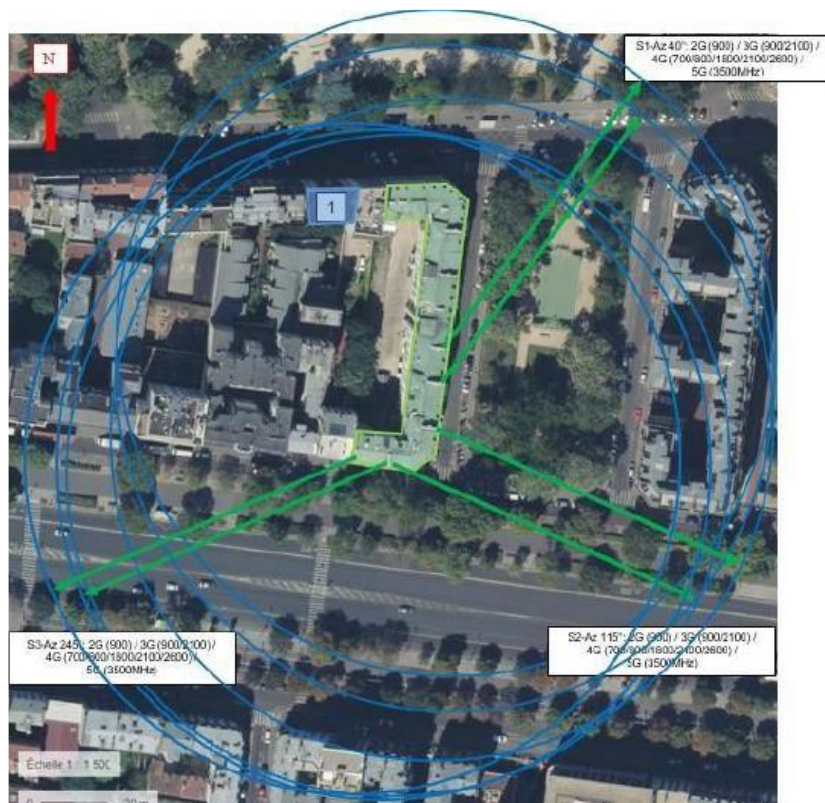 S1-Az 40°: 2G (900) / 3G (900/2100) /
4G (700/800/1800/2100/2600) /
5G (3500MHz)
N
1
S3-Az 245°: 2G (900) / 3G (900/2100) /
4G (700/800/1800/2100/2600) /
5G (3500MHz)
S2-Az 115°: 2G (900) / 3G (900/2100) /
4G (700/800/1800/2100/2600) /
5G (3500MHz)
Échelle 1 : 1 500